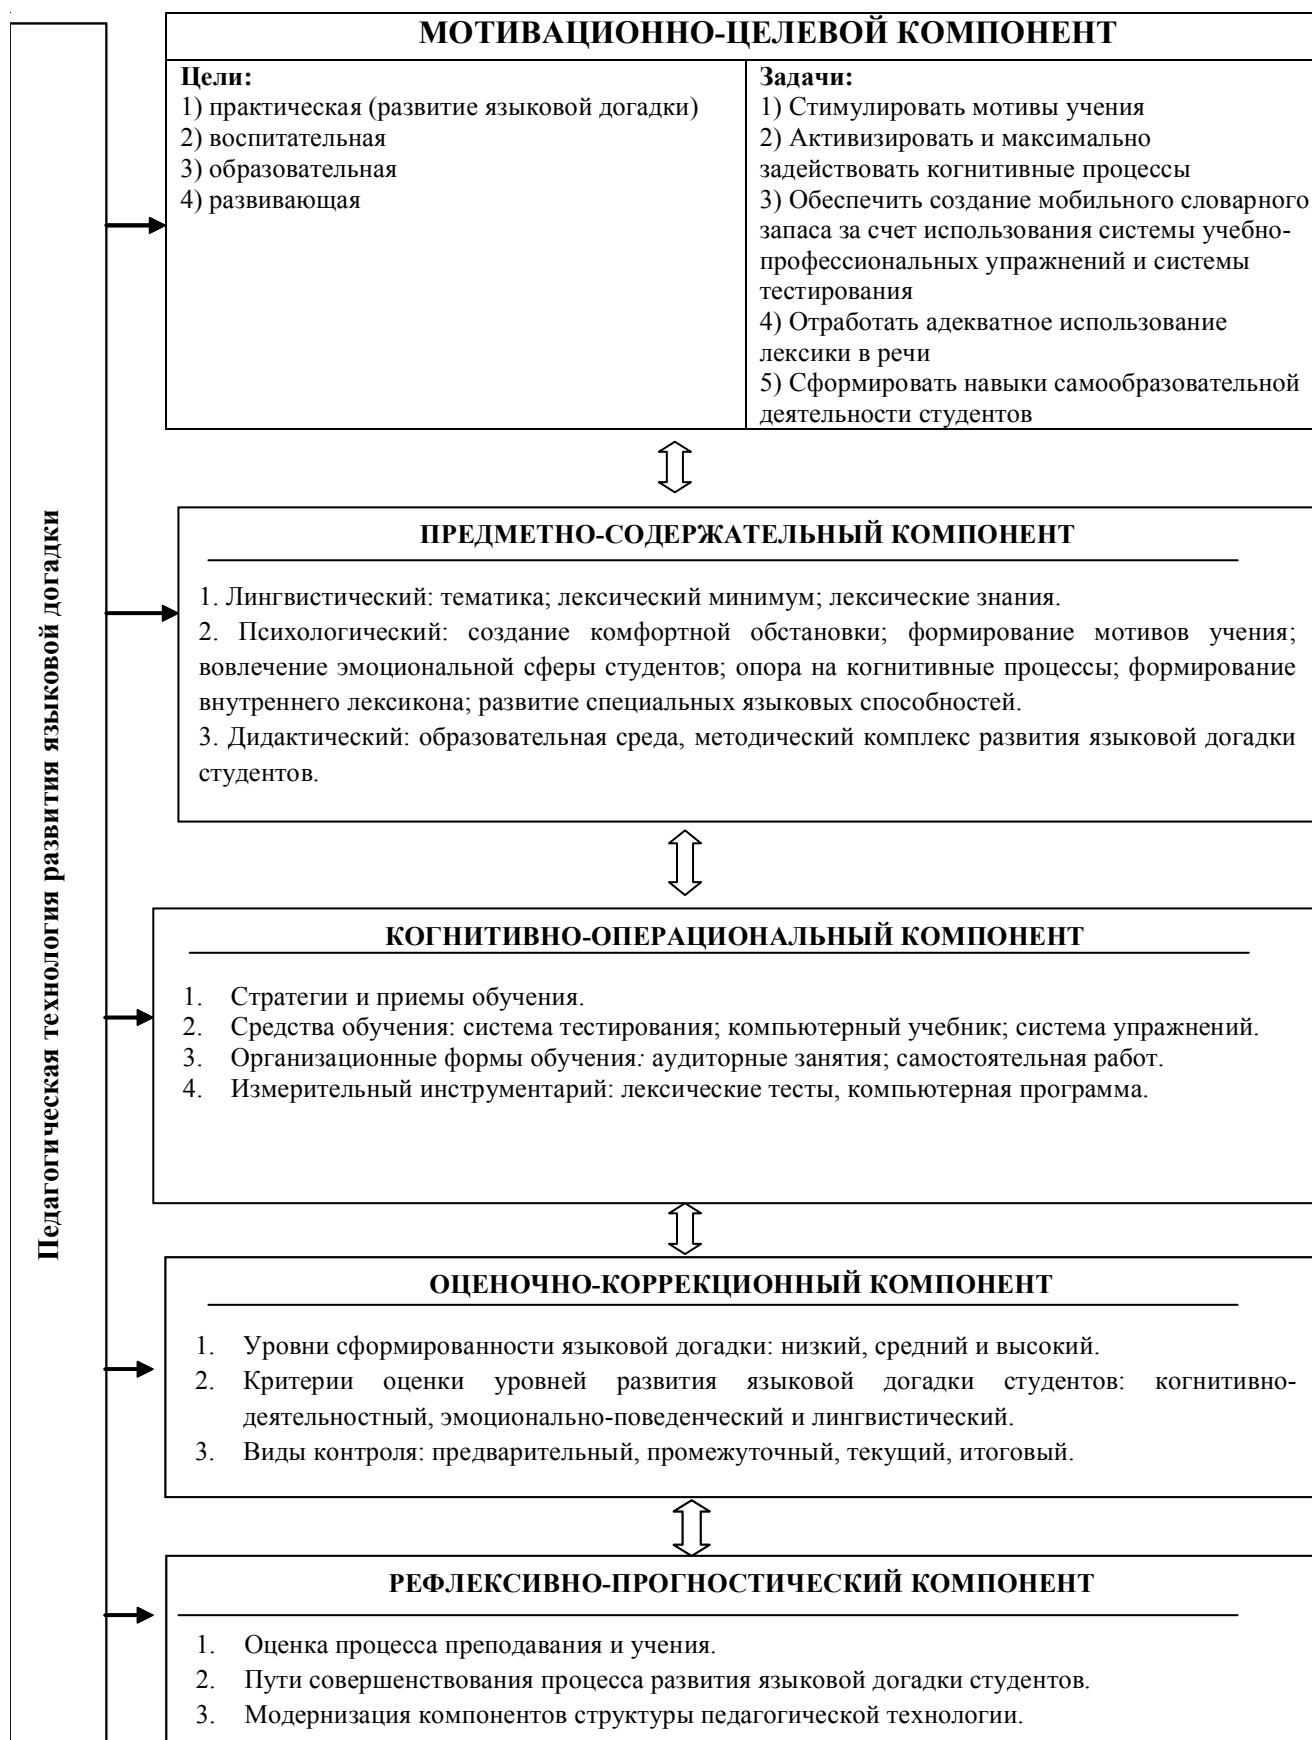 Педагогическая технология развития языковой догадки
МОТИВАЦИОННО-ЦЕЛЕВОЙ КОМПОНЕНТ
Цели:
1) практическая (развитие языковой догадки)
2) воспитательная
3) образовательная
4) развивающая
Задачи:
1) Стимулировать мотивы учения
2) Активизировать и максимально
задействовать когнитивные процессы
3) Обеспечить создание мобильного словарного
запаса за счет использования системы учебно-
профессиональных упражнений и системы
тестирования
4) Отработать адекватное использование
лексики в речи
5) Сформировать навыки самообразовательной
деятельности студентов
ПРЕДМЕТНО-СОДЕРЖАТЕЛЬНЫЙ КОМПОНЕНТ
1. Лингвистический: тематика; лексический минимум; лексические знания.
2. Психологический: создание комфортной обстановки; формирование мотивов учения;
вовлечение эмоциональной сферы студентов; опора на когнитивные процессы; формирование
внутреннего лексикона; развитие специальных языковых способностей.
3. Дидактический: образовательная среда, методический комплекс развития языковой догадки
студентов.
КОГНИТИВНО-ОПЕРАЦИОНАЛЬНЫЙ КОМПОНЕНТ
1. Стратегии и приемы обучения.
2. Средства обучения: система тестирования; компьютерный учебник; система упражнений.
3. Организационные формы обучения: аудиторные занятия; самостоятельная работ.
4. Измерительный инструментарий: лексические тесты, компьютерная программа.
ОЦЕНОЧНО-КОРРЕКЦИОННЫЙ КОМПОНЕНТ
1. Уровни сформированности языковой догадки: низкий, средний и высокий.
2. Критерии оценки уровней развития языковой догадки студентов: когнитивно-
деятельностный, эмоционально-поведенческий и лингвистический.
3. Виды контроля: предварительный, промежуточный, текущий, итоговый.
РЕФЛЕКСИВНО-ПРОГНОСТИЧЕСКИЙ КОМПОНЕНТ
1. Оценка процесса преподавания и учения.
2. Пути совершенствования процесса развития языковой догадки студентов.
3. Модернизация компонентов структуры педагогической технологии.